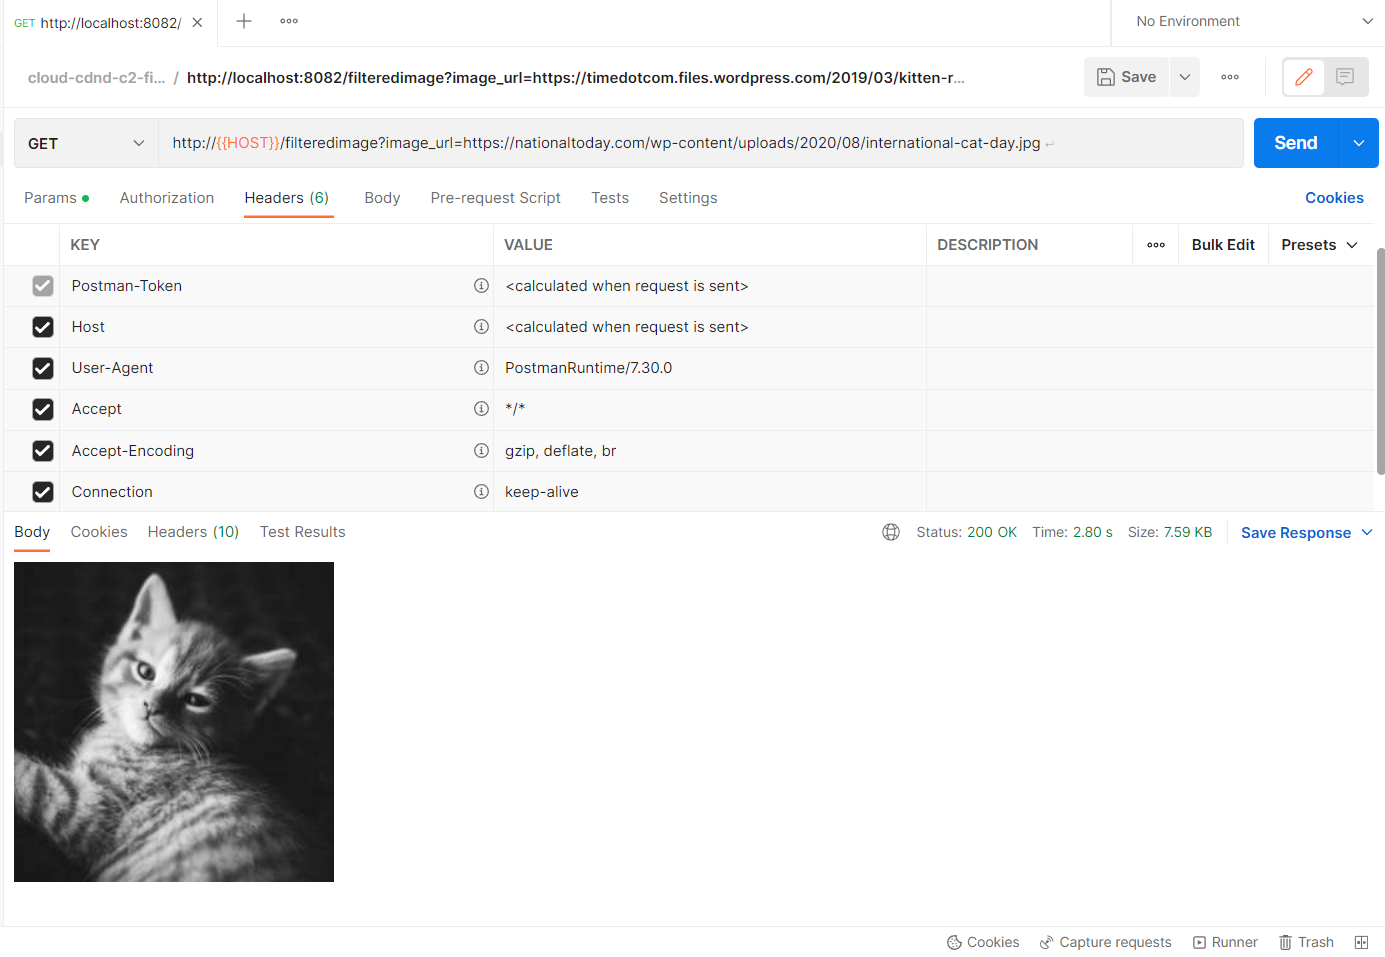 GET http://localhost:8082/
No Environment
cloud-cdnd-c2-fi... / http://localhost:8082/filteredimage?image_url=https://timedotcom.files.wordpress.com/2019/03/kitten-r...
Save
GET http://{{HOST}}/filteredimage?image_url=https://nationaltoday.com/wp-content/uploads/2020/08/international-cat-day.jpg
Send
Params Authorization Headers (6) Body Pre-request Script Tests Settings Cookies
KEY VALUE DESCRIPTION Bulk Edit Presets
Postman-Token <calculated when request is sent>
Host <calculated when request is sent>
User-Agent PostmanRuntime/7.30.0
Accept */*
Accept-Encoding gzip, deflate, br
Connection keep-alive
Body Cookies Headers (10) Test Results Status: 200 OK Time: 2.80 s Size: 7.59 KB Save Response
Cookies Capture requests Runner Trash